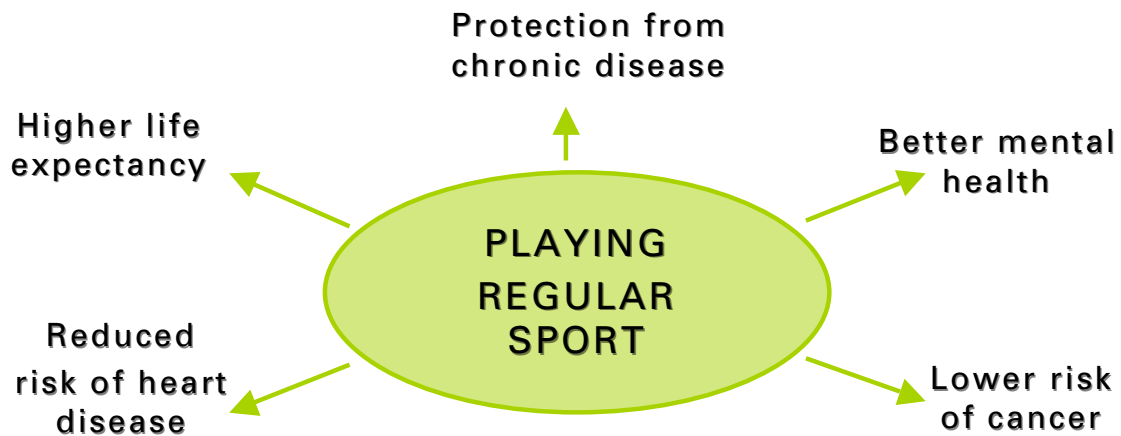 Protection from
chronic disease
Higher life
expectancy
Better mental
health
PLAYING
REGULAR
SPORT
Reduced
risk of heart
disease
Lower risk
of cancer